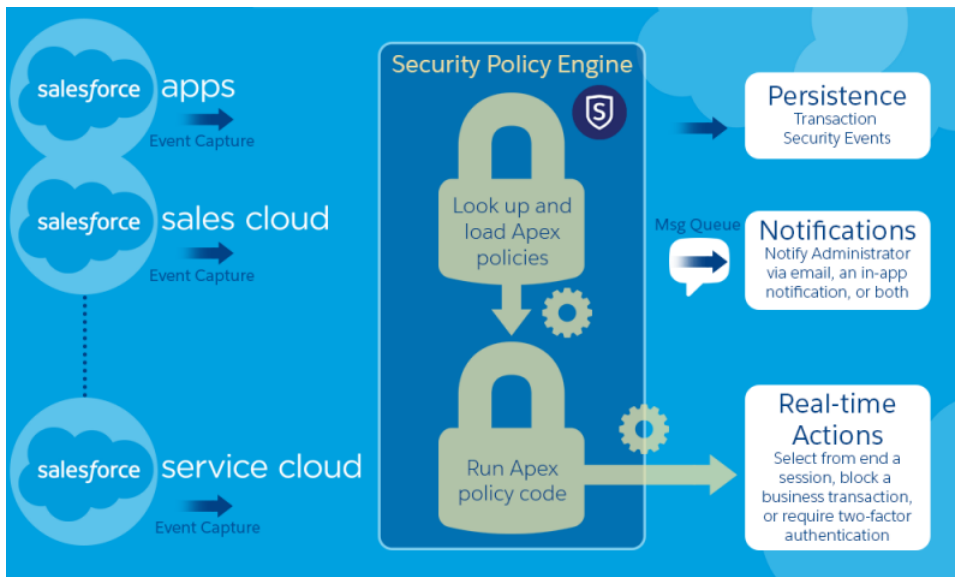 salesforce apps
Event Capture
salesforce sales cloud
Event Capture
salesforce service cloud
Event Capture
Security Policy Engine
S
Look up and
load Apex
policies
Run Apex
policy code
Persistence
Transaction
Security Events
Msg Queue
Notifications
Notify Administrator
via email, an in-app
notification, or both
Real-time
Actions
Select from end a
session, block a
business transaction,
or require two-factor
authentication